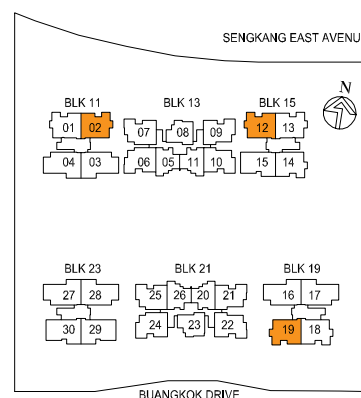 SENGKANG EAST AVENU
N
BLK 11 BLK 13 BLK 15
01 02 07 08 09 12 13
04 03 06 05 11 10 15 14
BLK 23 BLK 21 BLK 19
27 28 25 26 20 21 16 17
30 29 24 23 22 19 18
BUANGKOK DRIVE